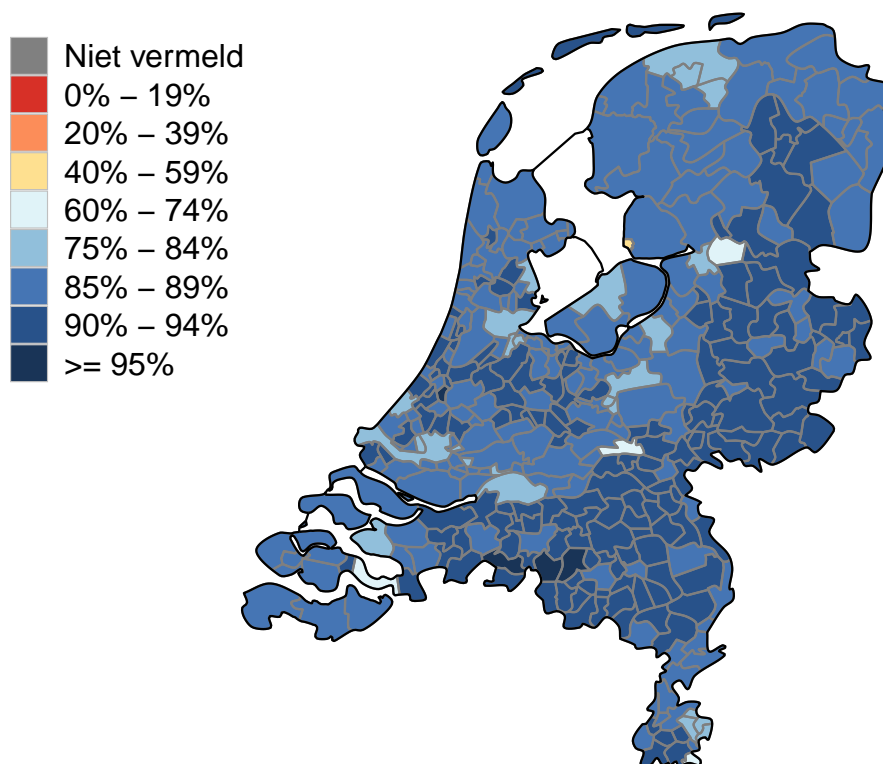 Niet vermeld
0% – 19%
20% – 39%
40% – 59%
60% – 74%
75% – 84%
85% – 89%
90% – 94%
>= 95%